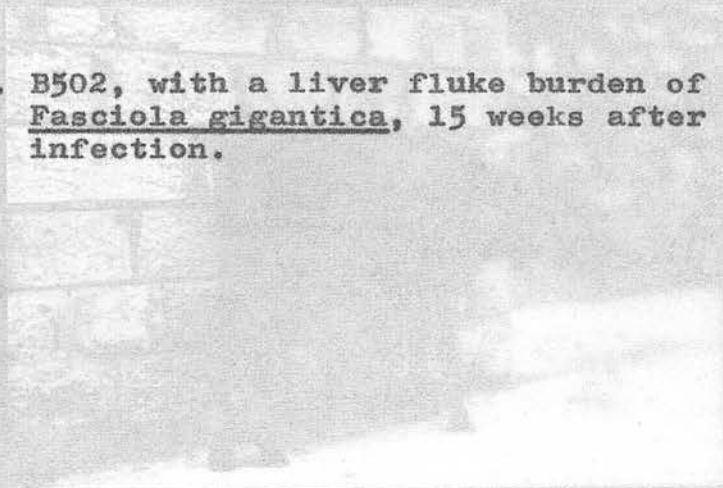 . B502, with a liver fluke burden of
Fasciola gigantica, 15 weeks after
infection.